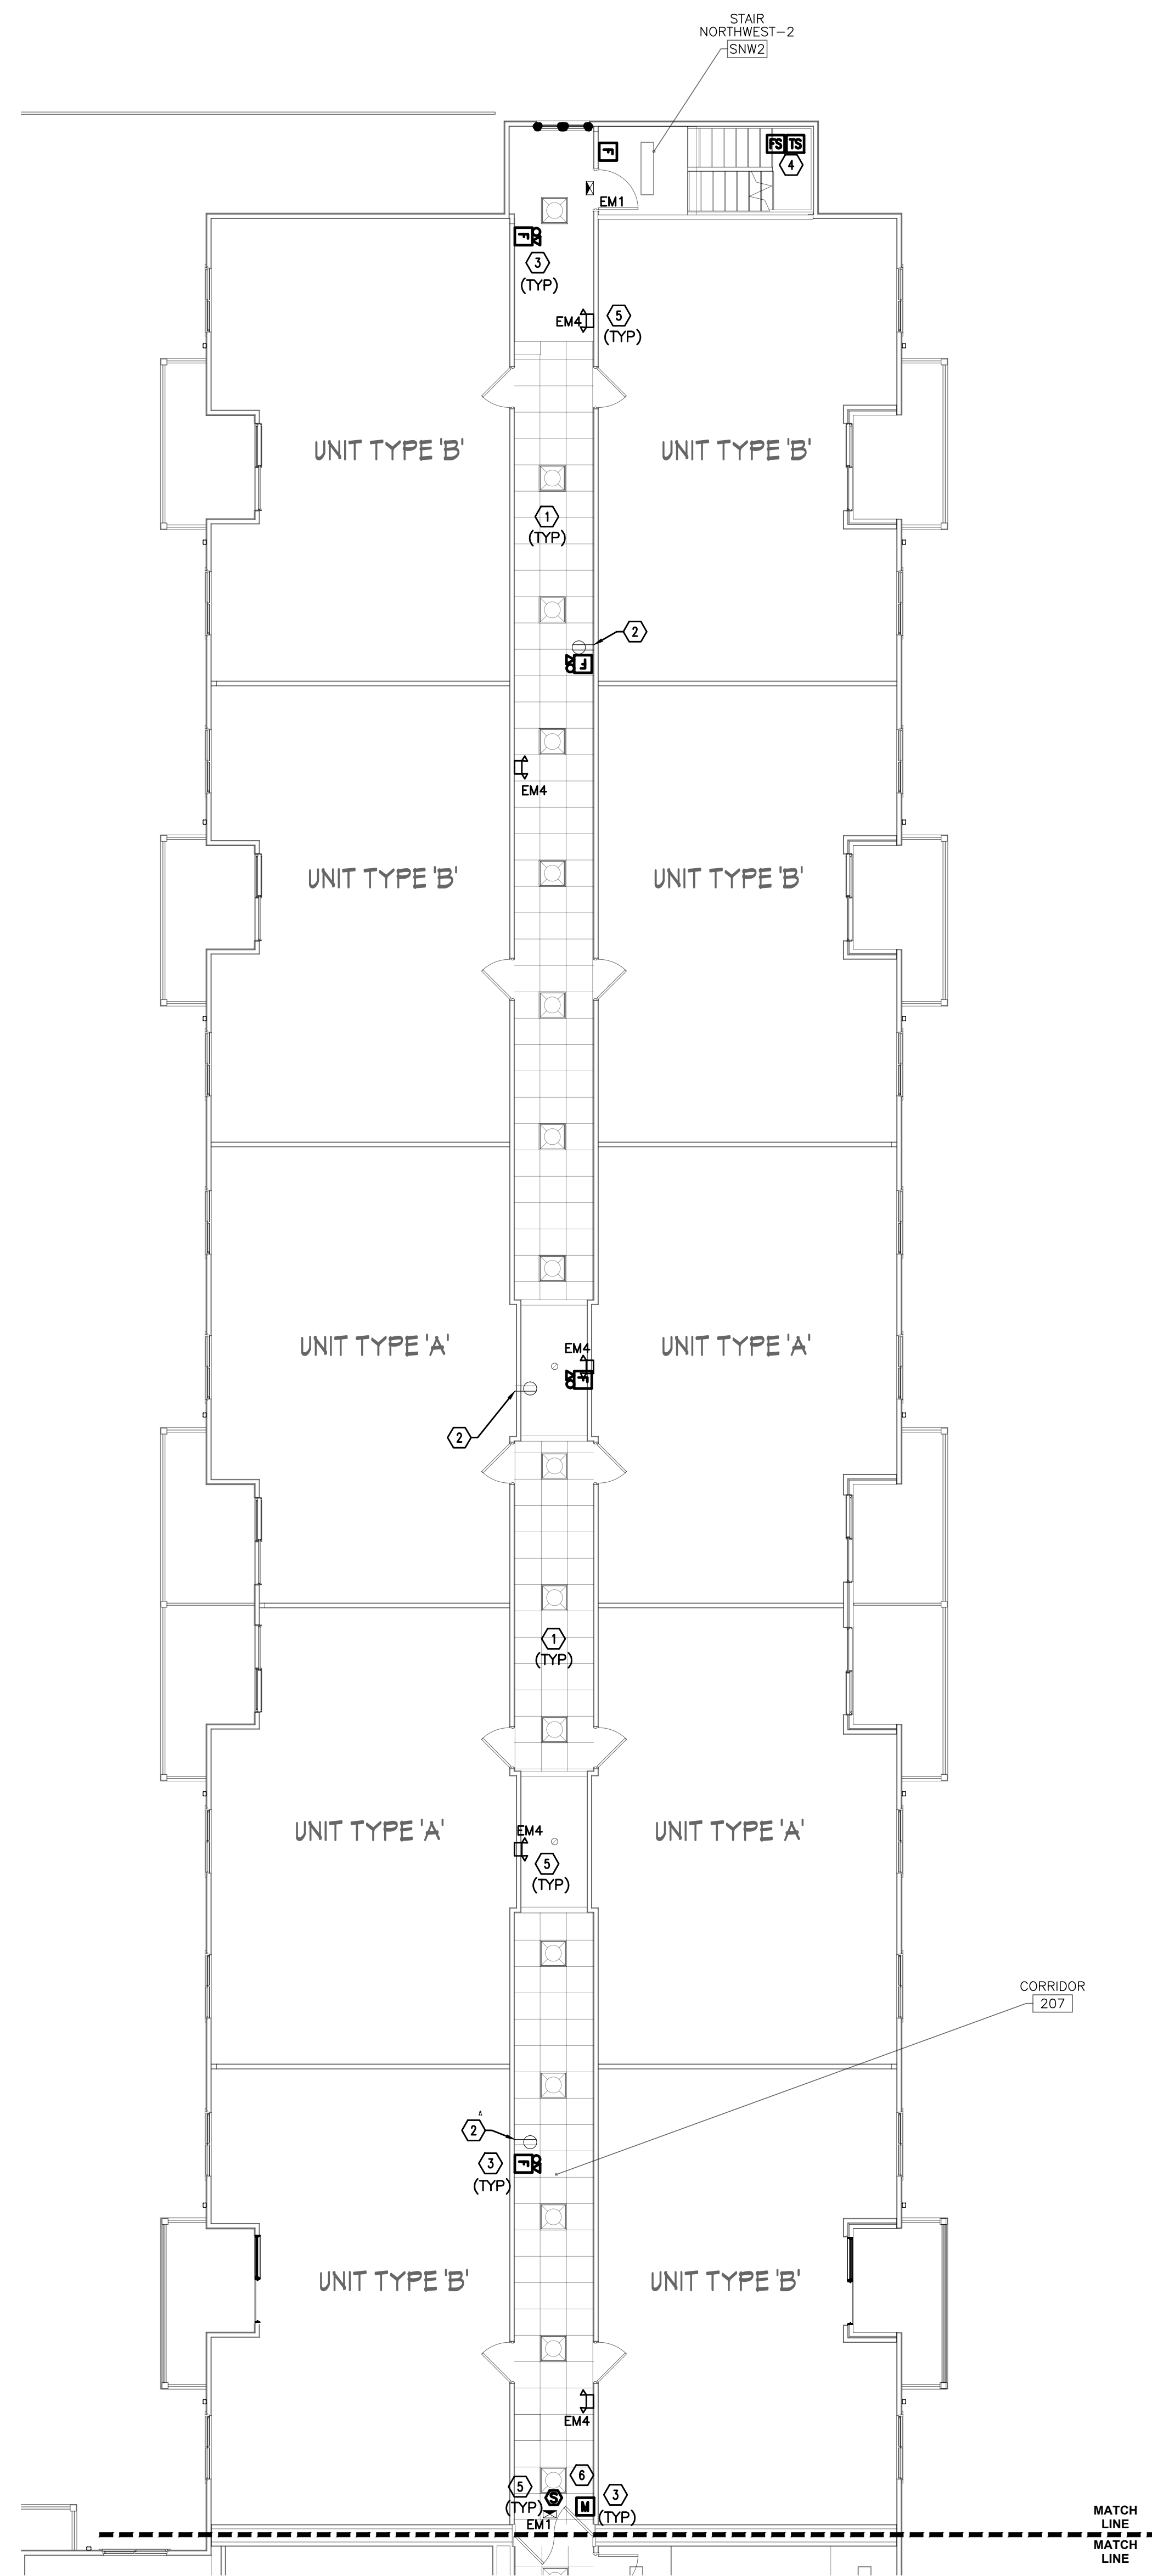 STAIR
NORTHWEST-2
SNW2
FS TS
4
F
EM1
F
3
(TYP)
EM4
5
(TYP)
UNIT TYPE 'B'
UNIT TYPE 'B'
1
(TYP)
2
F
EM4
UNIT TYPE 'B'
UNIT TYPE 'B'
UNIT TYPE 'A'
EM4
UNIT TYPE 'A'
F
2
1
(TYP)
EM4
UNIT TYPE 'A'
UNIT TYPE 'A'
5
(TYP)
CORRIDOR
207
2
3
F
(TYP)
UNIT TYPE 'B'
UNIT TYPE 'B'
EM4
6
5
(TYP)
S
M
3
(TYP)
EM1
MATCH
LINE
MATCH
LINE